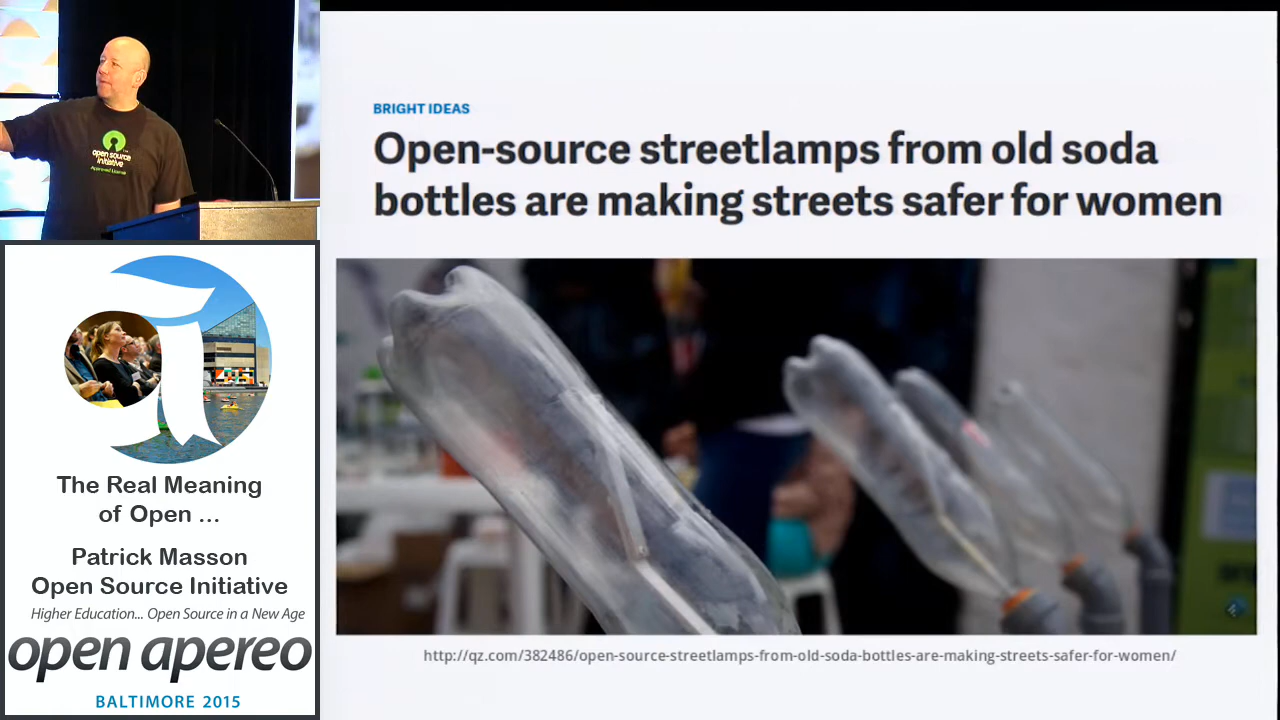 open source
initiative
Approved License
The Real Meaning
of Open ...
Patrick Masson
Open Source Initiative
Higher Education... Open Source in a New Age
open apereo
BALTIMORE 2015
BRIGHT IDEAS
Open-source streetlamps from old soda
bottles are making streets safer for women
http://qz.com/382486/open-source-streetlamps-from-old-soda-bottles-are-making-streets-safer-for-women/